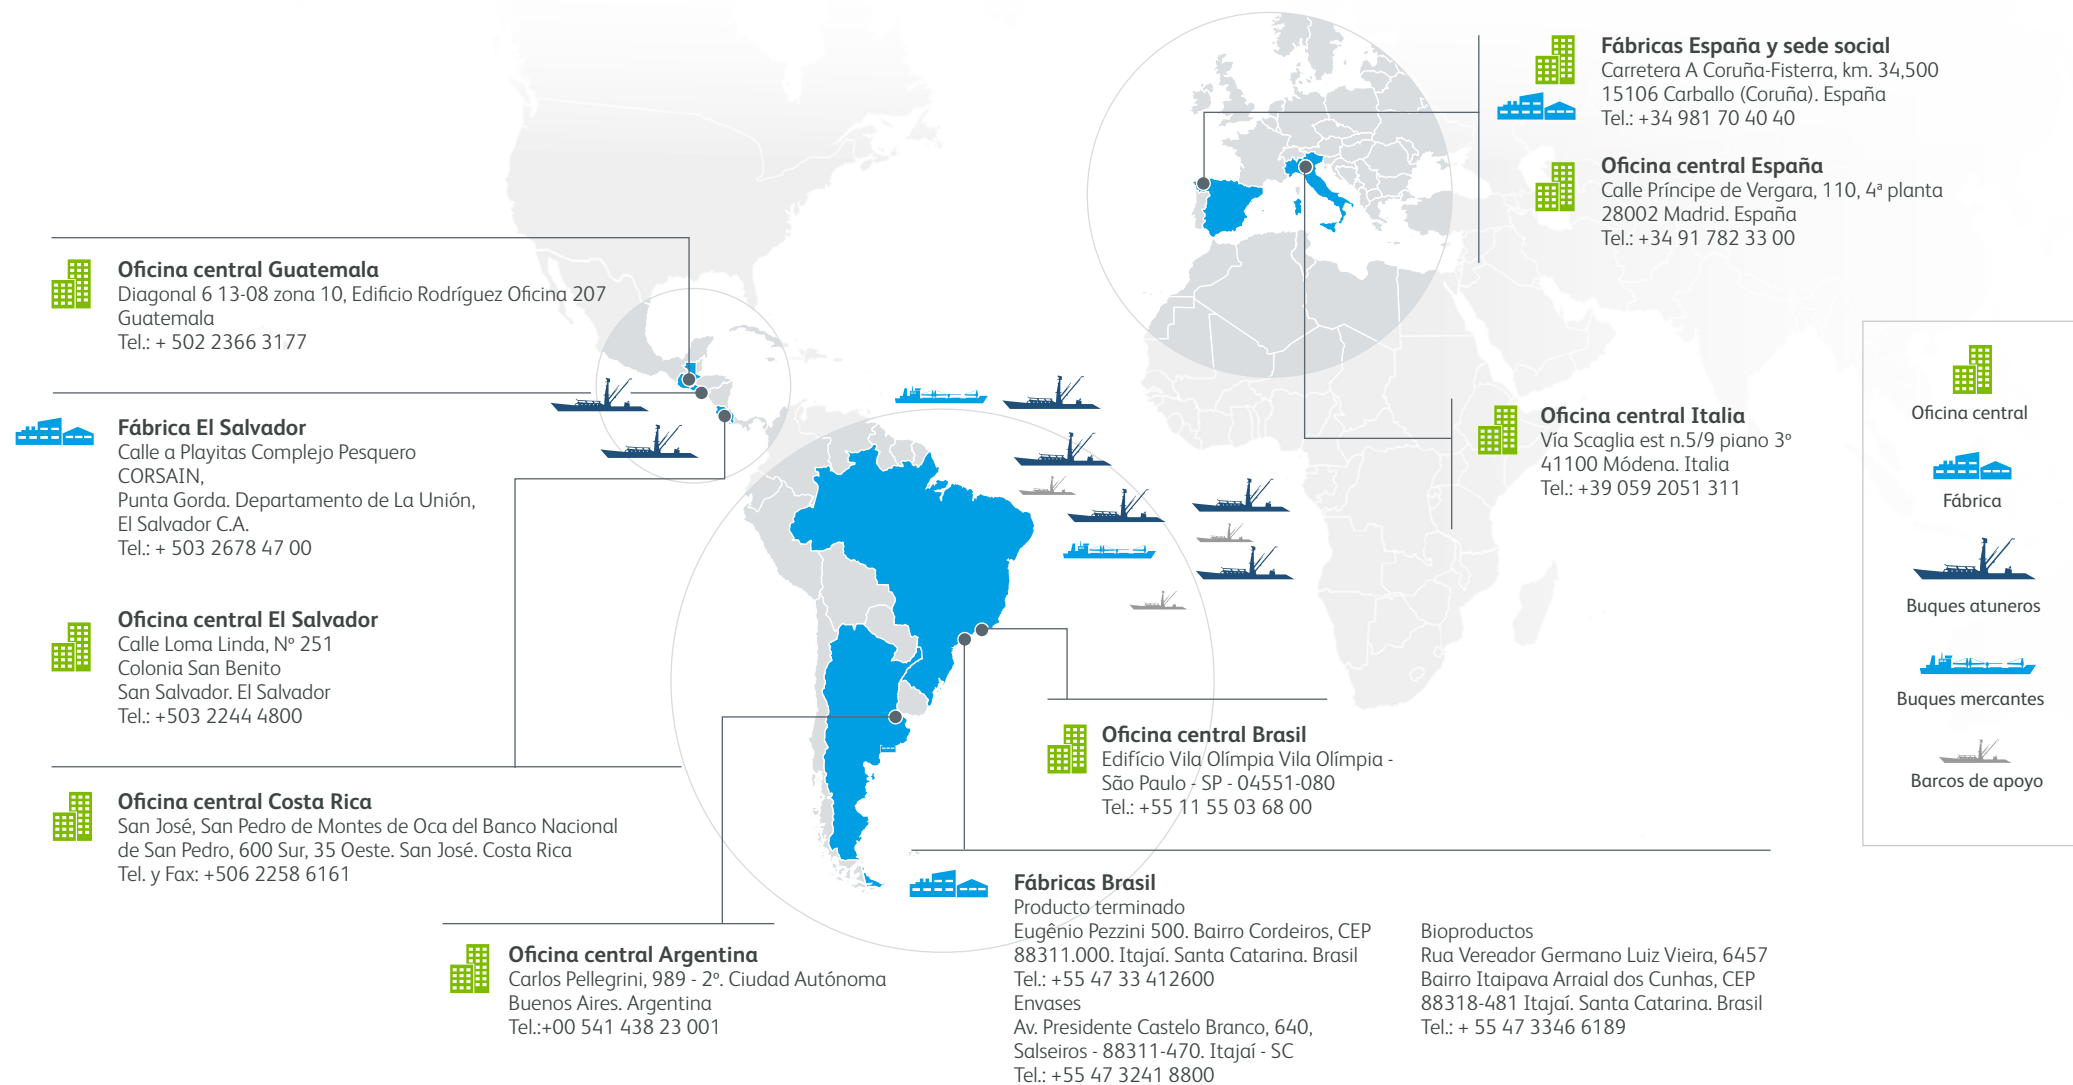 Fábricas España y sede social
Carretera A Coruña-Fisterra, km. 34,500
15106 Carballo (Coruña). España
Tel.: +34 981 70 40 40
Oficina central España
Calle Príncipe de Vergara, 110, 4ª planta
28002 Madrid. España
Tel.: +34 91 782 33 00
Oficina central Guatemala
Diagonal 6 13-08 zona 10, Edificio Rodríguez Oficina 207
Guatemala
Tel.: + 502 2366 3177
Fábrica El Salvador
Calle a Playitas Complejo Pesquero
CORSAIN,
Punta Gorda. Departamento de La Unión,
El Salvador C.A.
Tel.: + 503 2678 47 00
Oficina central El Salvador
Calle Loma Linda, Nº 251
Colonia San Benito
San Salvador. El Salvador
Tel.: +503 2244 4800
Oficina central Costa Rica
San José, San Pedro de Montes de Oca del Banco Nacional
de San Pedro, 600 Sur, 35 Oeste. San José. Costa Rica
Tel. y Fax: +506 2258 6161
Oficina central Italia
Vía Scaglia est n.5/9 piano 3º
41100 Módena. Italia
Tel.: +39 059 2051 311
Oficina central
Fábrica
Buques atuneros
Buques mercantes
Barcos de apoyo
Oficina central Brasil
Edifício Vila Olímpia Vila Olímpia -
São Paulo - SP - 04551-080
Tel.: +55 11 55 03 68 00
Oficina central Argentina
Carlos Pellegrini, 989 - 2º. Ciudad Autónoma
Buenos Aires. Argentina
Tel.:+00 541 438 23 001
Fábricas Brasil
Producto terminado
Eugênio Pezzini 500. Bairro Cordeiros, CEP
88311.000. Itajaí. Santa Catarina. Brasil
Tel.: +55 47 33 412600
Envases
Av. Presidente Castelo Branco, 640,
Salseiros - 88311-470. Itajaí - SC
Tel.: +55 47 3241 8800
Bioproductos
Rua Vereador Germano Luiz Vieira, 6457
Bairro Itaipava Arraial dos Cunhas, CEP
88318-481 Itajaí. Santa Catarina. Brasil
Tel.: + 55 47 3346 6189